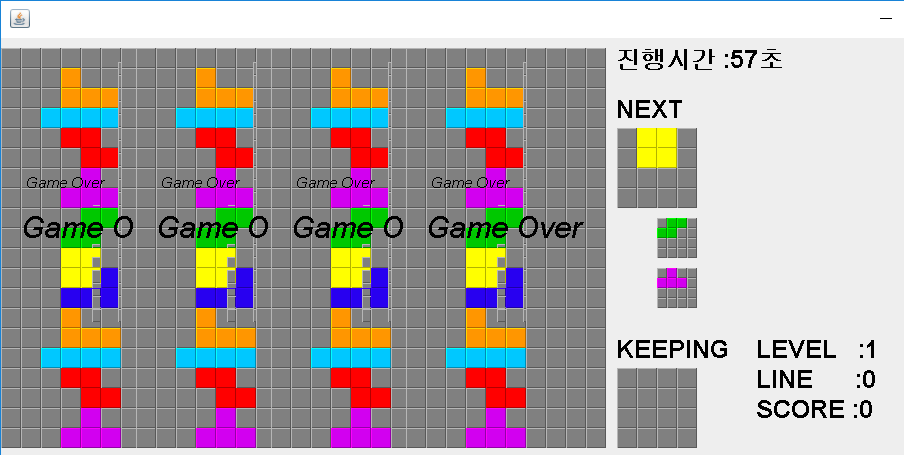 진행시간 :57초
NEXT
Game Over Game Over Game Over Game Over
Game O Game O Game O Game Over
KEEPING
LEVEL :1
LINE :0
SCORE :0